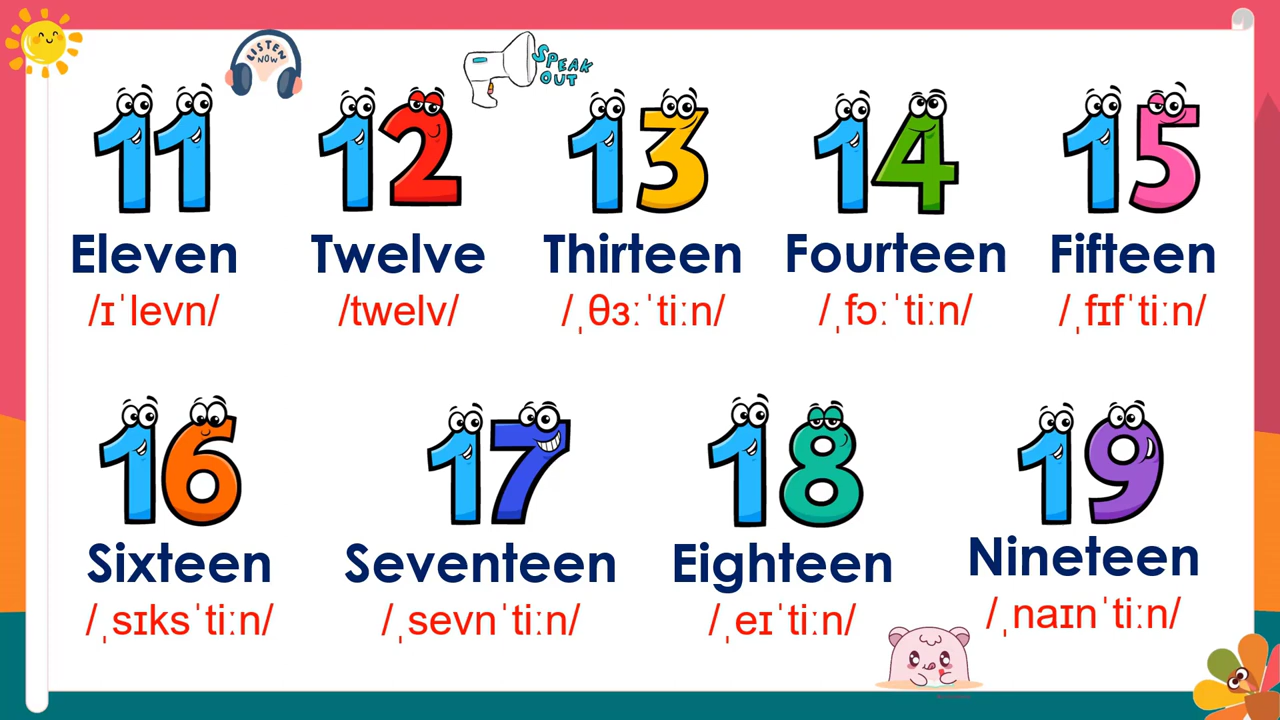 LISTEN
NOW
SPEAK
OUT
11 12 13 14 15
Eleven Twelve Thirteen Fourteen Fifteen
/ɪˈlevn/ /twelv/ /ˌθɜːˈtiːn/ /ˌfɔːˈtiːn/ /ˌfɪfˈtiːn/
16 17 18 19
Sixteen Seventeen Eighteen Nineteen
/ˌsɪksˈtiːn/ /ˌsevnˈtiːn/ /ˌeɪˈtiːn/ /ˌnaɪnˈtiːn/